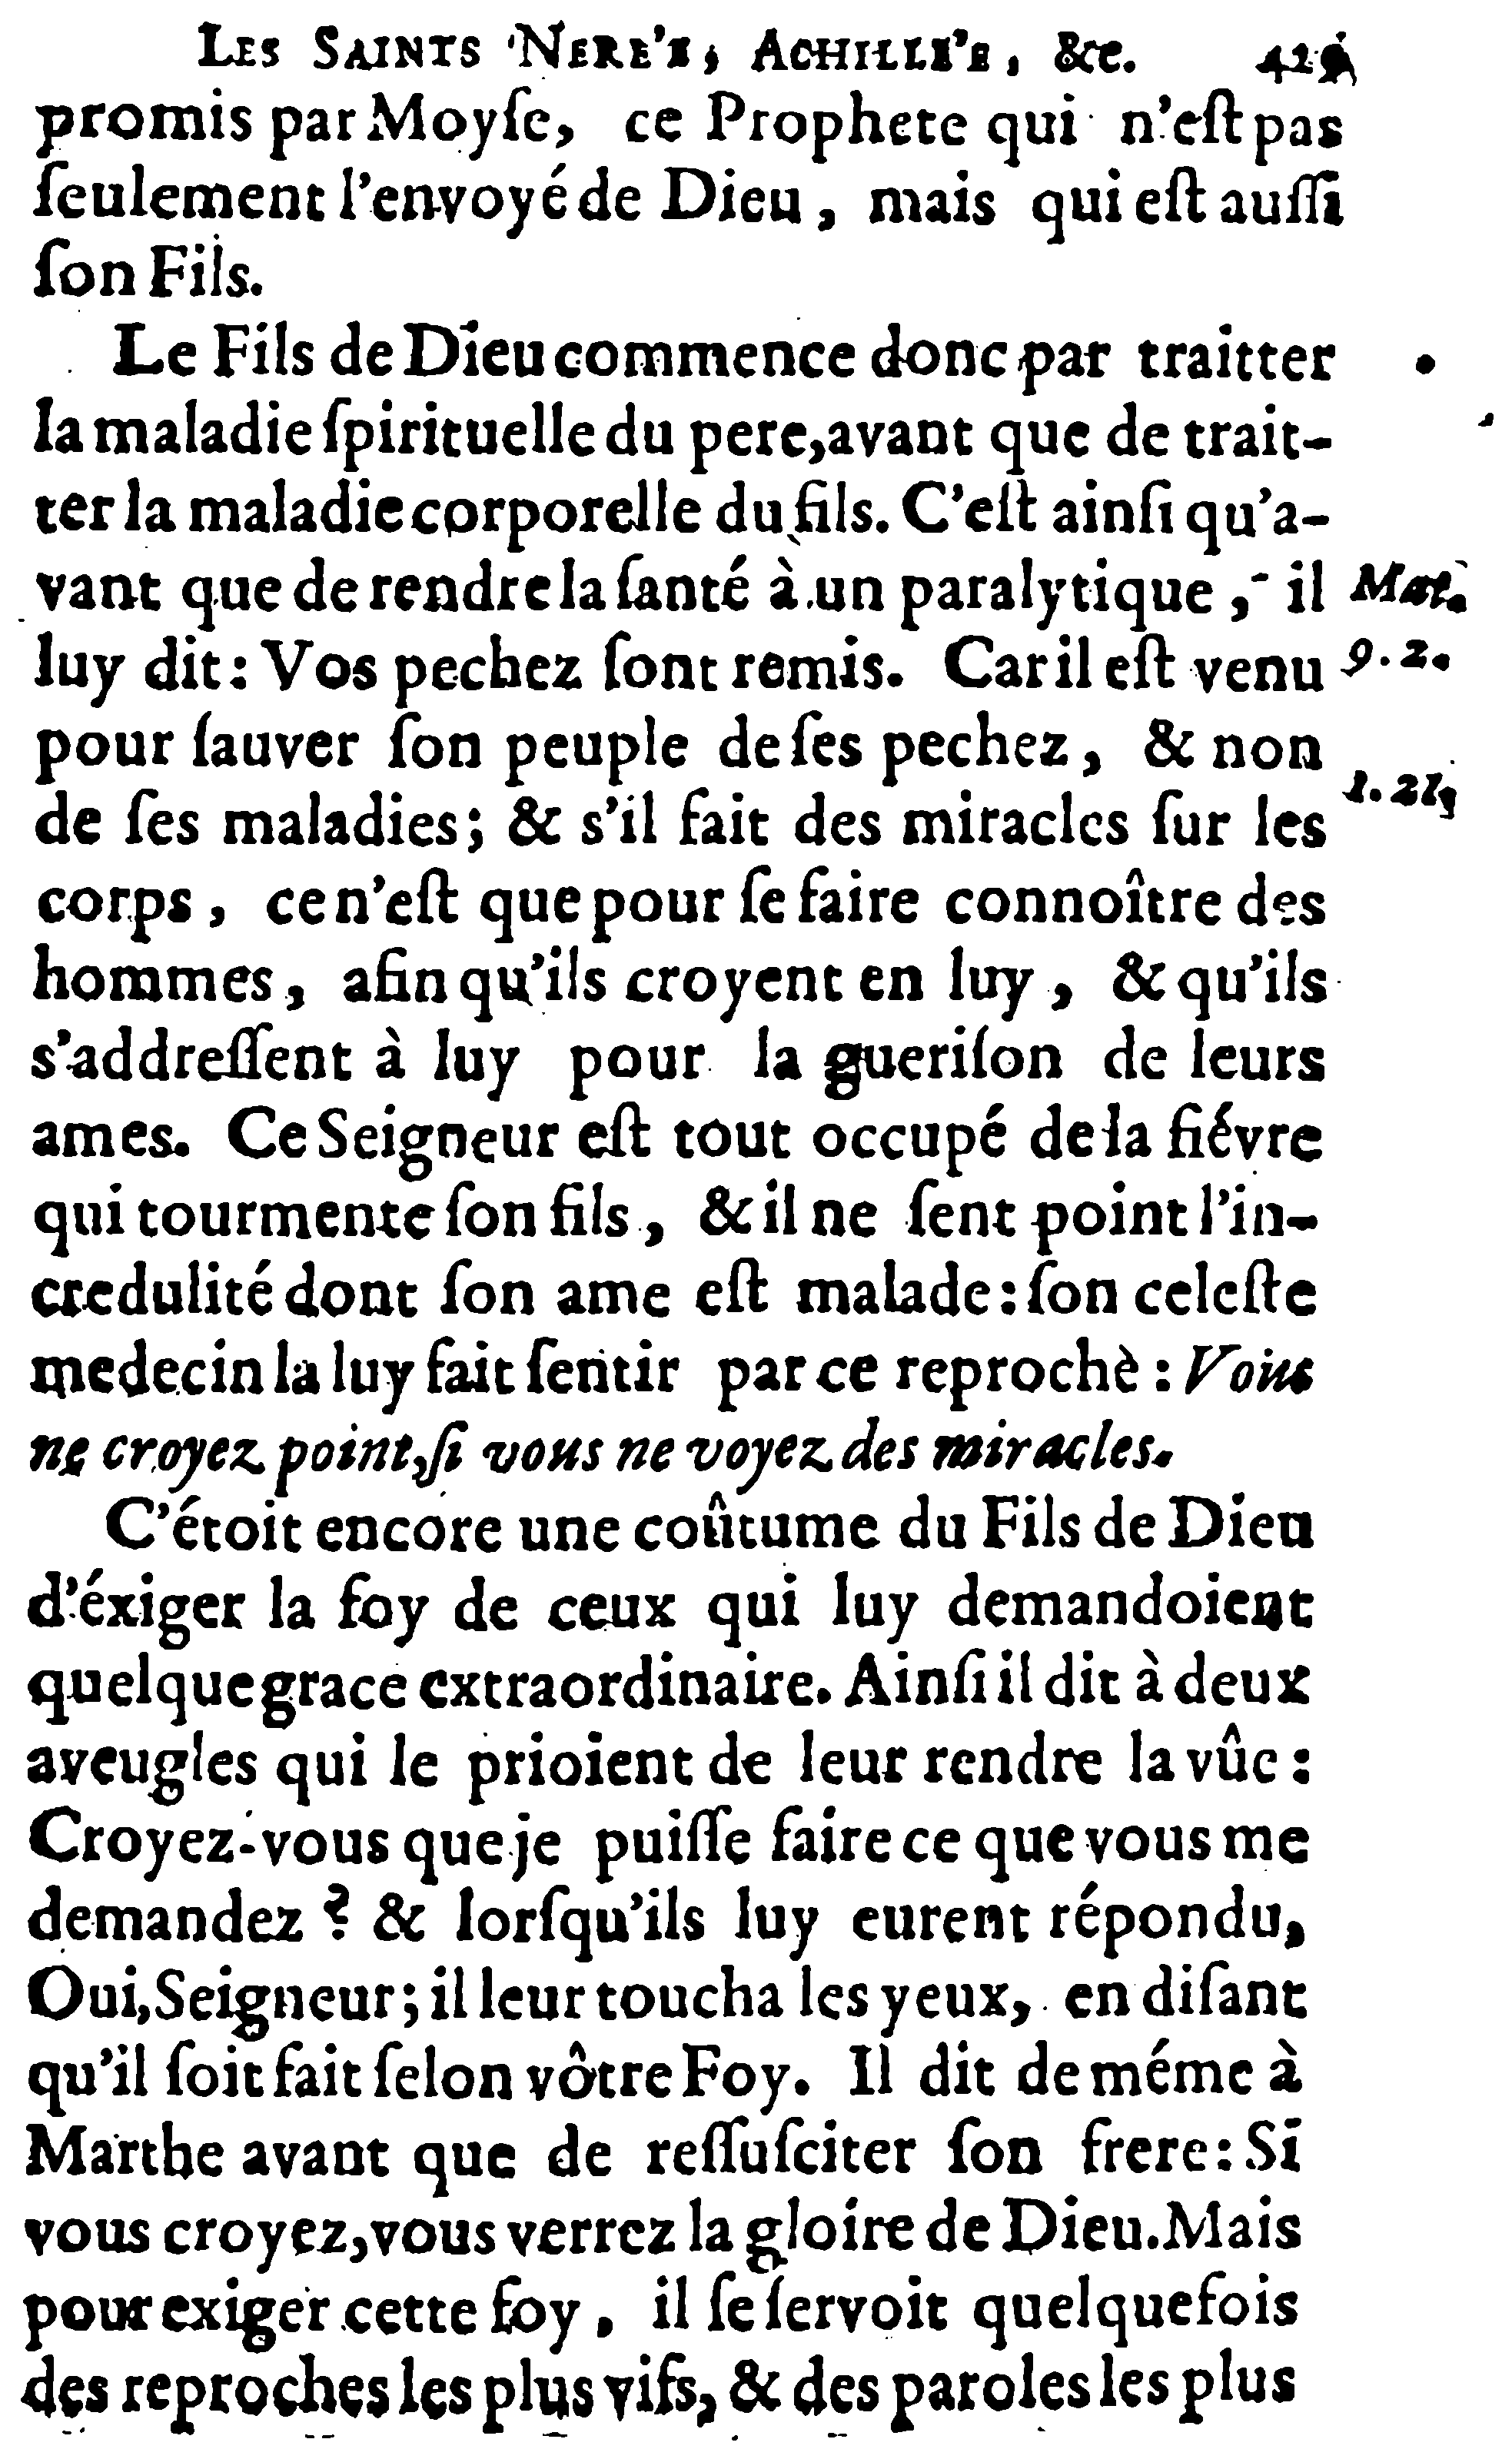 LES SAINTS NERE'E, ACHILLE'E, &c. 429
promis par Moyſe, ce Prophete qui n'eſt pas
ſeulement l'envoyé de Dieu, mais qui eſt auſſi
ſon Fils.
Le Fils de Dieu commence donc par traitter
la maladie ſpirituelle du pere, avant que de trait-
ter la maladie corporelle du fils. C'eſt ainſi qu'a-
vant que de rendre la ſanté à un paralytique, il
Mat.
luy dit : Vos pechez ſont remis. Car il eſt venu
9. 2.
pour ſauver ſon peuple de ſes pechez, & non
1. 21.
de ſes maladies; & s'il fait des miracles ſur les
corps, ce n'eſt que pour ſe faire connoître des
hommes, afin qu'ils croyent en luy, & qu'ils
s'addreſſent à luy pour la gueriſon de leurs
ames. Ce Seigneur eſt tout occupé de la fiévre
qui tourmente ſon fils, & il ne ſent point l'in-
credulité dont ſon ame eſt malade : ſon celeſte
medecin la luy fait ſentir par ce reproche : Vous
ne croyez point, ſi vous ne voyez des miracles.
C'étoit encore une coûtume du Fils de Dieu
d'éxiger la foy de ceux qui luy demandoient
quelque grace extraordinaire. Ainſi il dit à deux
aveugles qui le prioient de leur rendre la vûe :
Croyez-vous que je puiſſe faire ce que vous me
demandez ? & lorſqu'ils luy eurent répondu,
Oui, Seigneur; il leur toucha les yeux, en diſant
qu'il ſoit fait ſelon vôtre Foy. Il dit de méme à
Marthe avant que de reſſuſciter ſon frere : Si
vous croyez, vous verrez la gloire de Dieu. Mais
pour exiger cette foy, il ſe ſervoit quelquefois
des reproches les plus vifs, & des paroles les plus